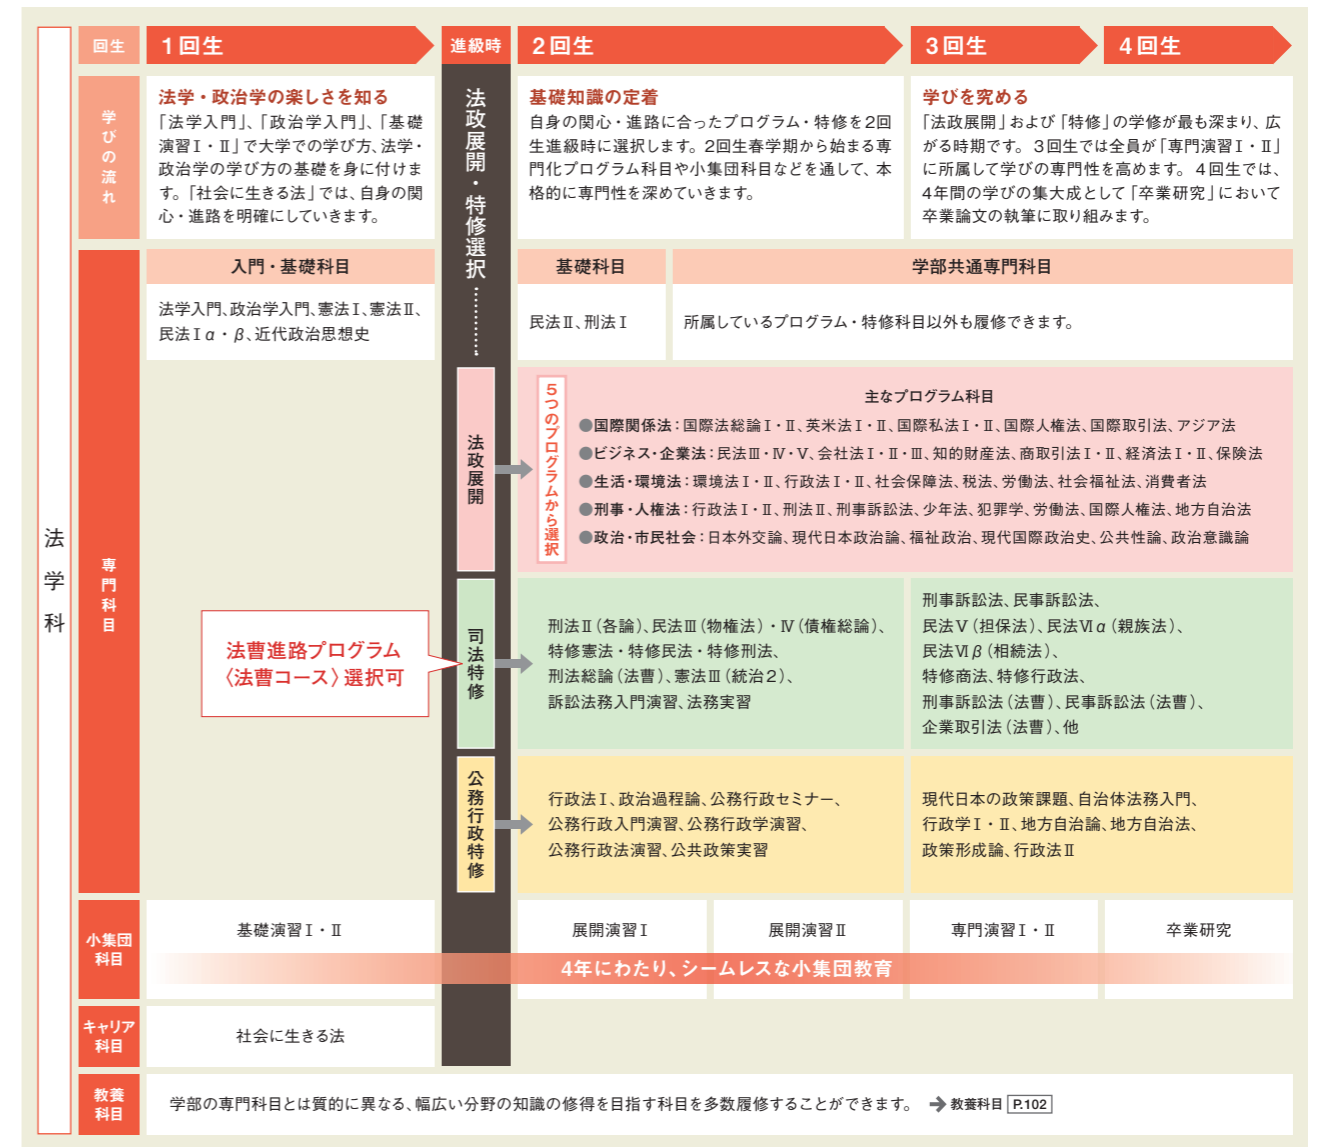 法学科
回生
1回生
進級時
2回生
3回生
4回生
学びの流れ
法学・政治学の楽しさを知る
「法学入門」、「政治学入門」、「基礎
演習Ⅰ・Ⅱ」で大学での学び方、法学・
政治学の学び方の基礎を身に付けま
す。「社会に生きる法」では、自身の関
心・進路を明確にしていきます。
法政展開・特修選択…………
基礎知識の定着
自身の関心・進路に合ったプログラム・特修を2回
生進級時に選択します。2回生春学期から始まる専
門化プログラム科目や小集団科目などを通して、本
格的に専門性を深めていきます。
学びを究める
「法政展開」および「特修」の学修が最も深まり、広
がる時期です。3回生では全員が「専門演習Ⅰ・Ⅱ」
に所属して学びの専門性を高めます。4回生では、
4年間の学びの集大成として「卒業研究」において
卒業論文の執筆に取り組みます。
専門科目
入門・基礎科目
法学入門、政治学入門、憲法Ⅰ、憲法Ⅱ、
民法Ⅰα・β、近代政治思想史
基礎科目
民法Ⅱ、刑法Ⅰ
学部共通専門科目
所属しているプログラム・特修科目以外も履修できます。
法政展開
5つのプログラムから選択
主なプログラム科目
●国際関係法：国際法総論Ⅰ・Ⅱ、英米法Ⅰ・Ⅱ、国際私法Ⅰ・Ⅱ、国際人権法、国際取引法、アジア法
●ビジネス・企業法：民法Ⅲ・Ⅳ・Ⅴ、会社法Ⅰ・Ⅱ・Ⅲ、知的財産法、商取引法Ⅰ・Ⅱ、経済法Ⅰ・Ⅱ、保険法
●生活・環境法：環境法Ⅰ・Ⅱ、行政法Ⅰ・Ⅱ、社会保障法、税法、労働法、社会福祉法、消費者法
●刑事・人権法：行政法Ⅰ・Ⅱ、刑法Ⅱ、刑事訴訟法、少年法、犯罪学、労働法、国際人権法、地方自治法
●政治・市民社会：日本外交論、現代日本政治論、福祉政治、現代国際政治史、公共性論、政治意識論
法曹進路プログラム
〈法曹コース〉選択可
司法特修
刑法Ⅱ（各論）、民法Ⅲ（物権法）・Ⅳ（債権総論）、
特修憲法・特修民法・特修刑法、
刑法総論（法曹）、憲法Ⅲ（統治2）、
訴訟法務入門演習、法務実習
刑事訴訟法、民事訴訟法、
民法Ⅴ（担保法）、民法Ⅵα（親族法）、
民法Ⅵβ（相続法）、
特修商法、特修行政法、
刑事訴訟法（法曹）、民事訴訟法（法曹）、
企業取引法（法曹）、他
公務行政特修
行政法Ⅰ、政治過程論、公務行政セミナー、
公務行政入門演習、公務行政学演習、
公務行政法演習、公共政策実習
現代日本の政策課題、自治体法務入門、
行政学Ⅰ・Ⅱ、地方自治論、地方自治法、
政策形成論、行政法Ⅱ
小集団
科目
基礎演習Ⅰ・Ⅱ
展開演習Ⅰ
展開演習Ⅱ
専門演習Ⅰ・Ⅱ
卒業研究
4年にわたり、シームレスな小集団教育
キャリア
科目
社会に生きる法
教養
科目
学部の専門科目とは質的に異なる、幅広い分野の知識の修得を目指す科目を多数履修することができます。 → 教養科目 P.102